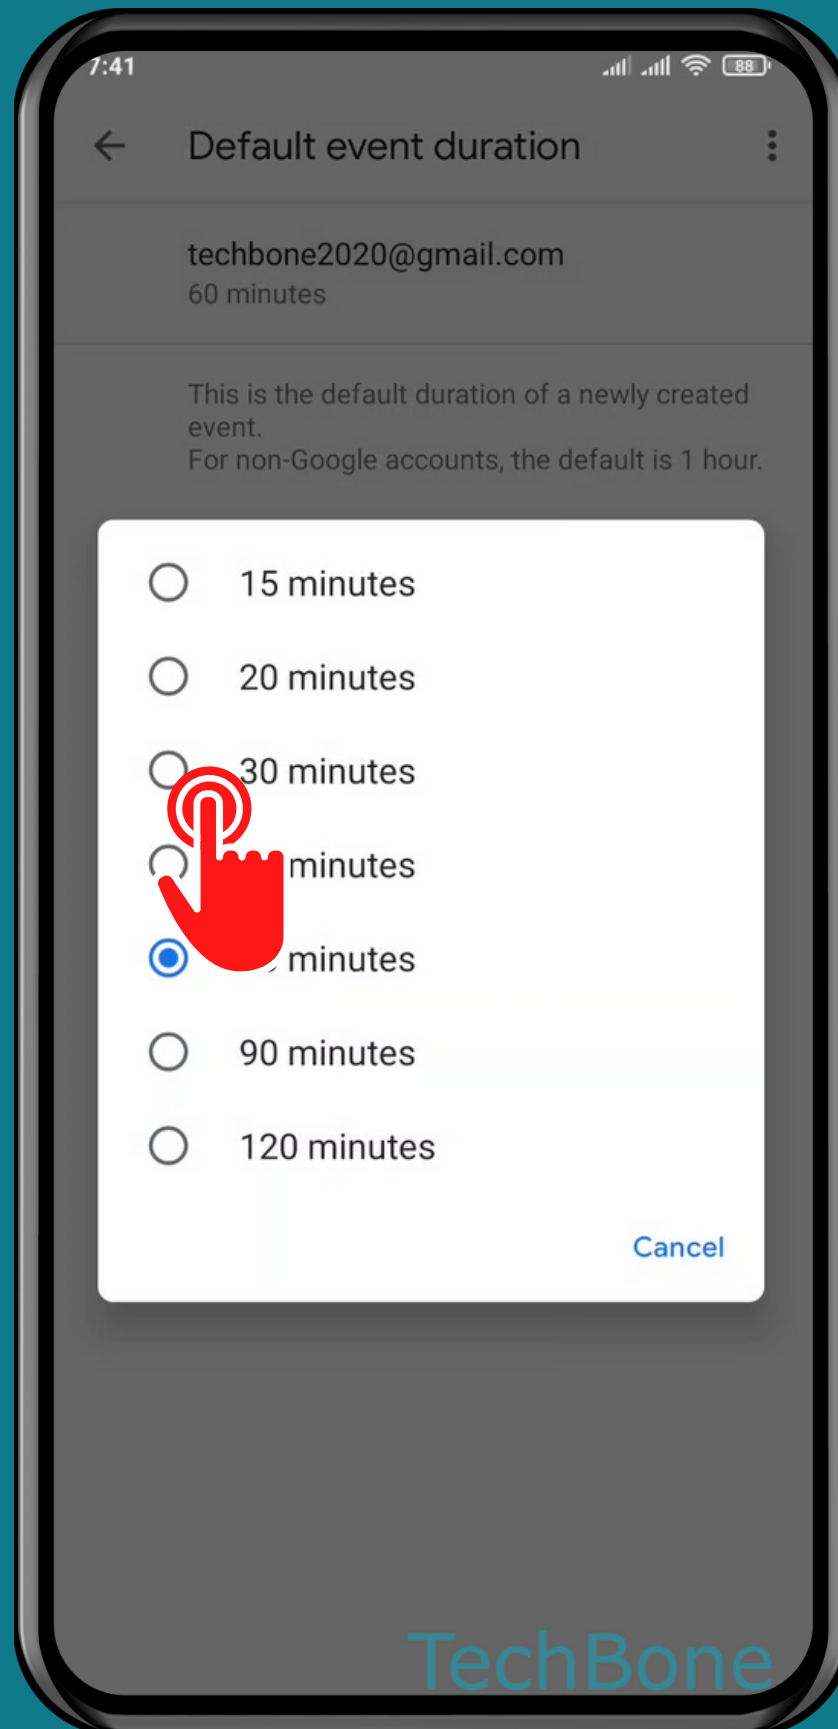 7:41
88
Default event duration
techbone2020@gmail.com
60 minutes
This is the default duration of a newly created
event.
For non-Google accounts, the default is 1 hour.
15 minutes
20 minutes
30 minutes
minutes
minutes
90 minutes
120 minutes
Cancel
TechBone